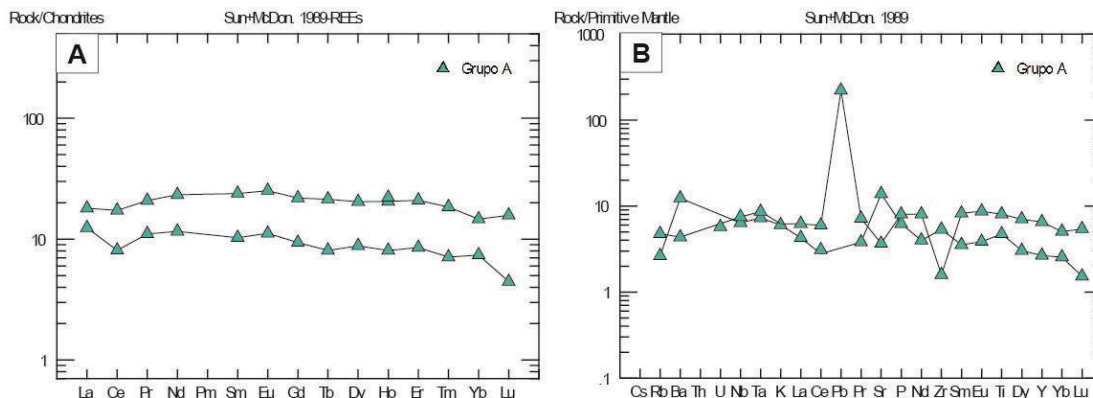 Rock/Chondrites
Sun+McDon. 1989-REEs
A
Grupo A
100
10
1
La Ce Pr Nd Pm Sm Eu Gd Tb Dy Ho Er Tm Yb Lu
Rock/Primitive Mantle
Sun+McDon. 1989
1000
B
Grupo A
100
10
1
.1
Cs Rb Ba Th U Nb Ta K La Ce Pb Pr Sr P Nd Zr Sm Eu Ti Dy Y Yb Lu